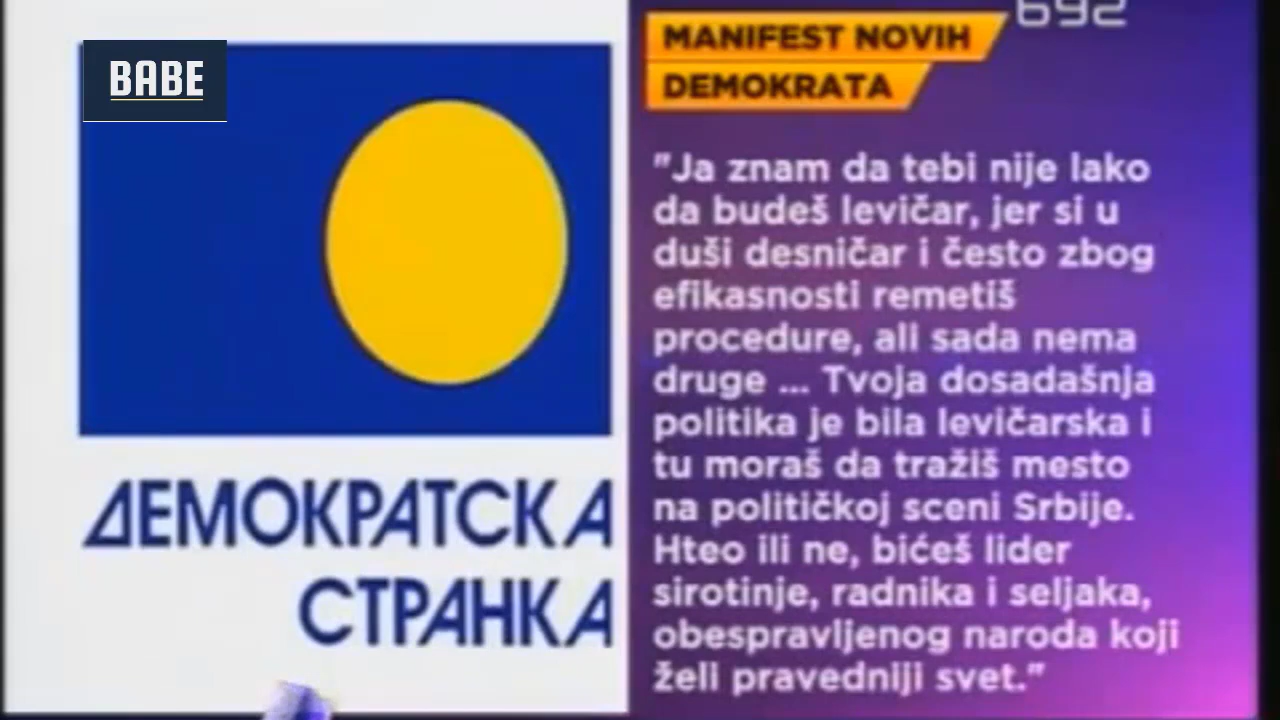 BABE
ДЕМОКРАТСКА
СТРАНКА
692
MANIFEST NOVIH
DEMOKRATA
"Ja znam da tebi nije lako
da budeš levičar, jer si u
duši desničar i često zbog
efikasnosti remetiš
procedure, ali sada nema
druge ... Tvoja dosadašnja
politika je bila levičarska i
tu moraš da tražiš mesto
na političkoj sceni Srbije.
Hteo ili ne, bićeš lider
sirotinje, radnika i seljaka,
obespravljenog naroda koji
želi pravedniji svet."